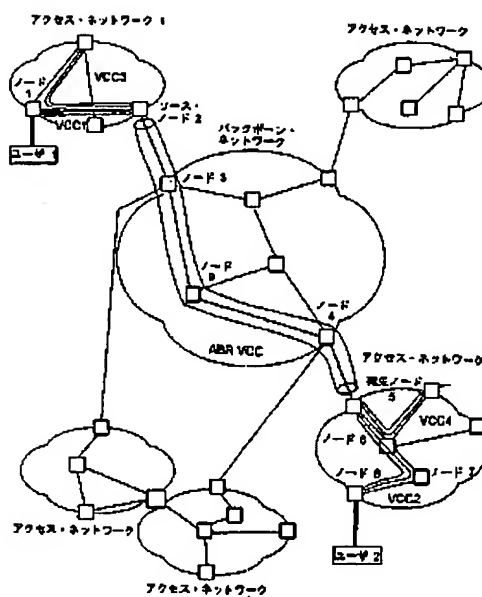 アクセス・ネットワーク 1
アクセス・ネットワーク
VCC3
ノード
1
VCC1
ソース・
ノード 2
ユーザ 1
バックボーン・
ネットワーク
ノード 3
ノード
9
ノード
4
ABR VCC
アクセス・ネットワーク
ノード
5
VCC4
ノード 6
ノード 7
ノード 8
VCC2
アクセス・ネットワーク
アクセス・ネットワーク
ユーザ 2